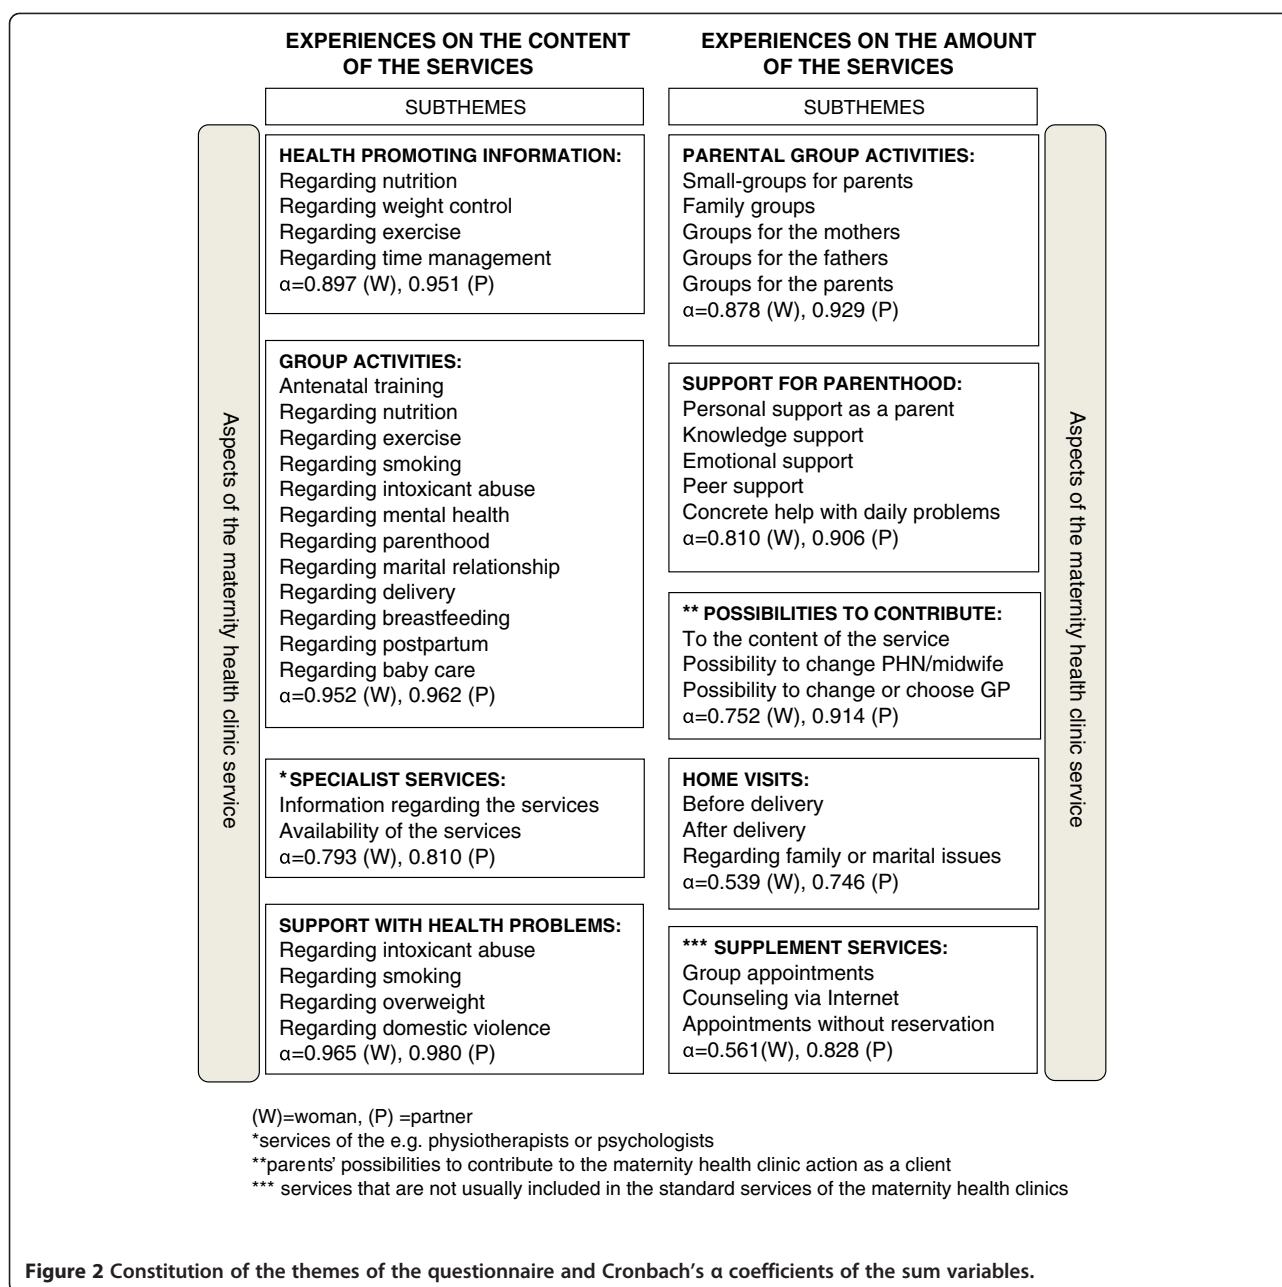 EXPERIENCES ON THE CONTENT
OF THE SERVICES
SUBTHEMES
Aspects of the maternity health clinic service
HEALTH PROMOTING INFORMATION:
Regarding nutrition
Regarding weight control
Regarding exercise
Regarding time management
α=0.897 (W), 0.951 (P)
GROUP ACTIVITIES:
Antenatal training
Regarding nutrition
Regarding exercise
Regarding smoking
Regarding intoxicant abuse
Regarding mental health
Regarding parenthood
Regarding marital relationship
Regarding delivery
Regarding breastfeeding
Regarding postpartum
Regarding baby care
α=0.952 (W), 0.962 (P)
*SPECIALIST SERVICES:
Information regarding the services
Availability of the services
α=0.793 (W), 0.810 (P)
SUPPORT WITH HEALTH PROBLEMS:
Regarding intoxicant abuse
Regarding smoking
Regarding overweight
Regarding domestic violence
α=0.965 (W), 0.980 (P)
EXPERIENCES ON THE AMOUNT
OF THE SERVICES
SUBTHEMES
PARENTAL GROUP ACTIVITIES:
Small-groups for parents
Family groups
Groups for the mothers
Groups for the fathers
Groups for the parents
α=0.878 (W), 0.929 (P)
SUPPORT FOR PARENTHOOD:
Personal support as a parent
Knowledge support
Emotional support
Peer support
Concrete help with daily problems
α=0.810 (W), 0.906 (P)
** POSSIBILITIES TO CONTRIBUTE:
To the content of the service
Possibility to change PHN/midwife
Possibility to change or choose GP
α=0.752 (W), 0.914 (P)
HOME VISITS:
Before delivery
After delivery
Regarding family or marital issues
α=0.539 (W), 0.746 (P)
*** SUPPLEMENT SERVICES:
Group appointments
Counseling via Internet
Appointments without reservation
α=0.561(W), 0.828 (P)
Aspects of the maternity health clinic service
(W)=woman, (P) =partner
*services of the e.g. physiotherapists or psychologists
**parents' possibilities to contribute to the maternity health clinic action as a client
*** services that are not usually included in the standard services of the maternity health clinics
Figure 2 Constitution of the themes of the questionnaire and Cronbach's α coefficients of the sum variables.